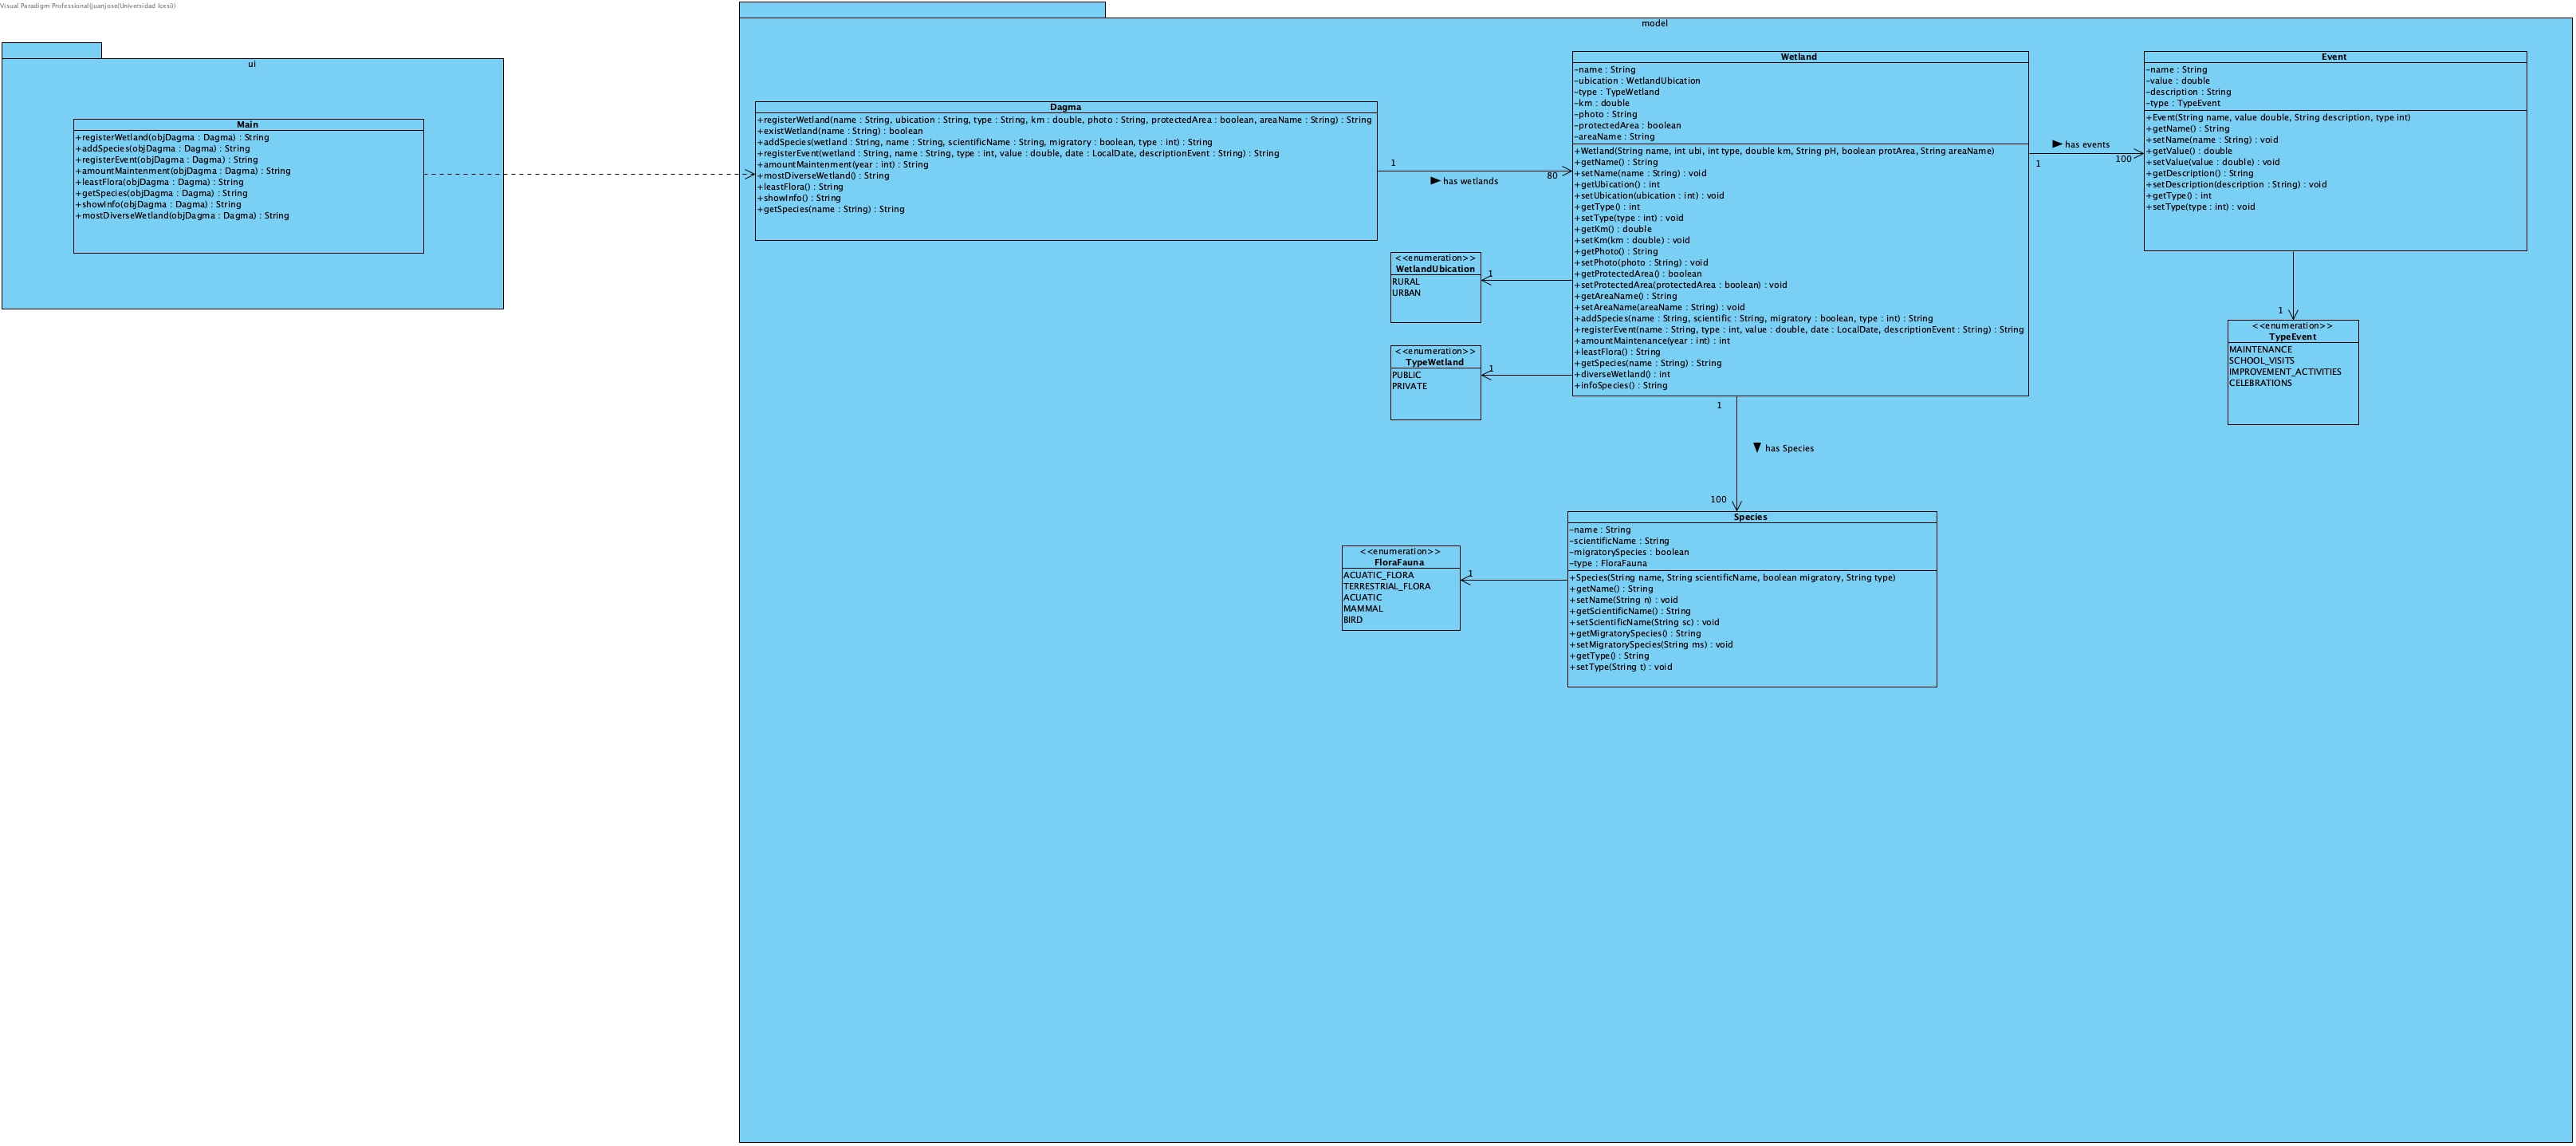 Visual Paradigm Professional(juanjose(Universidad Icesi))
ui
Main
+registerWetland(objDagma : Dagma) : String
+addSpecies(objDagma : Dagma) : String
+registerEvent(objDagma : Dagma) : String
+amountMaintenment(objDagma : Dagma) : String
+leastFlora(objDagma : Dagma) : String
+getSpecies(objDagma : Dagma) : String
+showInfo(objDagma : Dagma) : String
+mostDiverseWetland(objDagma : Dagma) : String
model
Dagma
+registerWetland(name : String, ubication : String, type : String, km : double, photo : String, protectedArea : boolean, areaName : String) : String
+existWetland(name : String) : boolean
+addSpecies(wetland : String, name : String, scientificName : String, migratory : boolean, type : int) : String
+registerEvent(wetland : String, name : String, type : int, value : double, date : LocalDate, descriptionEvent : String) : String
+amountMaintenment(year : int) : String
+mostDiverseWetland() : String
+leastFlora() : String
+showInfo() : String
+getSpecies(name : String) : String
1
has wetlands
80
Wetland
-name : String
-ubication : WetlandUbication
-type : TypeWetland
-km : double
-photo : String
-protectedArea : boolean
-areaName : String
+Wetland(String name, int ubi, int type, double km, String pH, boolean protArea, String areaName)
+getName() : String
+setName(name : String) : void
+getUbication() : int
+setUbication(ubication : int) : void
+getType() : int
+setType(type : int) : void
+getKm() : double
+setKm(km : double) : void
+getPhoto() : String
+setPhoto(photo : String) : void
+getProtectedArea() : boolean
+setProtectedArea(protectedArea : boolean) : void
+getAreaName() : String
+setAreaName(areaName : String) : void
+addSpecies(name : String, scientific : String, migratory : boolean, type : int) : String
+registerEvent(name : String, type : int, value : double, date : LocalDate, descriptionEvent : String) : String
+amountMaintenance(year : int) : int
+leastFlora() : String
+getSpecies(name : String) : String
+diverseWetland() : int
+infoSpecies() : String
has events
1
100
Event
-name : String
-value : double
-description : String
-type : TypeEvent
+Event(String name, value double, String description, type int)
+getName() : String
+setName(name : String) : void
+getValue() : double
+setValue(value : double) : void
+getDescription() : String
+setDescription(description : String) : void
+getType() : int
+setType(type : int) : void
1
<<enumeration>>
TypeEvent
MAINTENANCE
SCHOOL_VISITS
IMPROVEMENT_ACTIVITIES
CELEBRATIONS
<<enumeration>>
WetlandUbication
RURAL
URBAN
1
<<enumeration>>
TypeWetland
PUBLIC
PRIVATE
1
1
has Species
100
Species
-name : String
-scientificName : String
-migratorySpecies : boolean
-type : FloraFauna
+Species(String name, String scientificName, boolean migratory, String type)
+getName() : String
+setName(String n) : void
+getScientificName() : String
+setScientificName(String sc) : void
+getMigratorySpecies() : String
+setMigratorySpecies(String ms) : void
+getType() : String
+setType(String t) : void
<<enumeration>>
FloraFauna
ACUATIC_FLORA
TERRESTRIAL_FLORA
ACUATIC
MAMMAL
BIRD
1